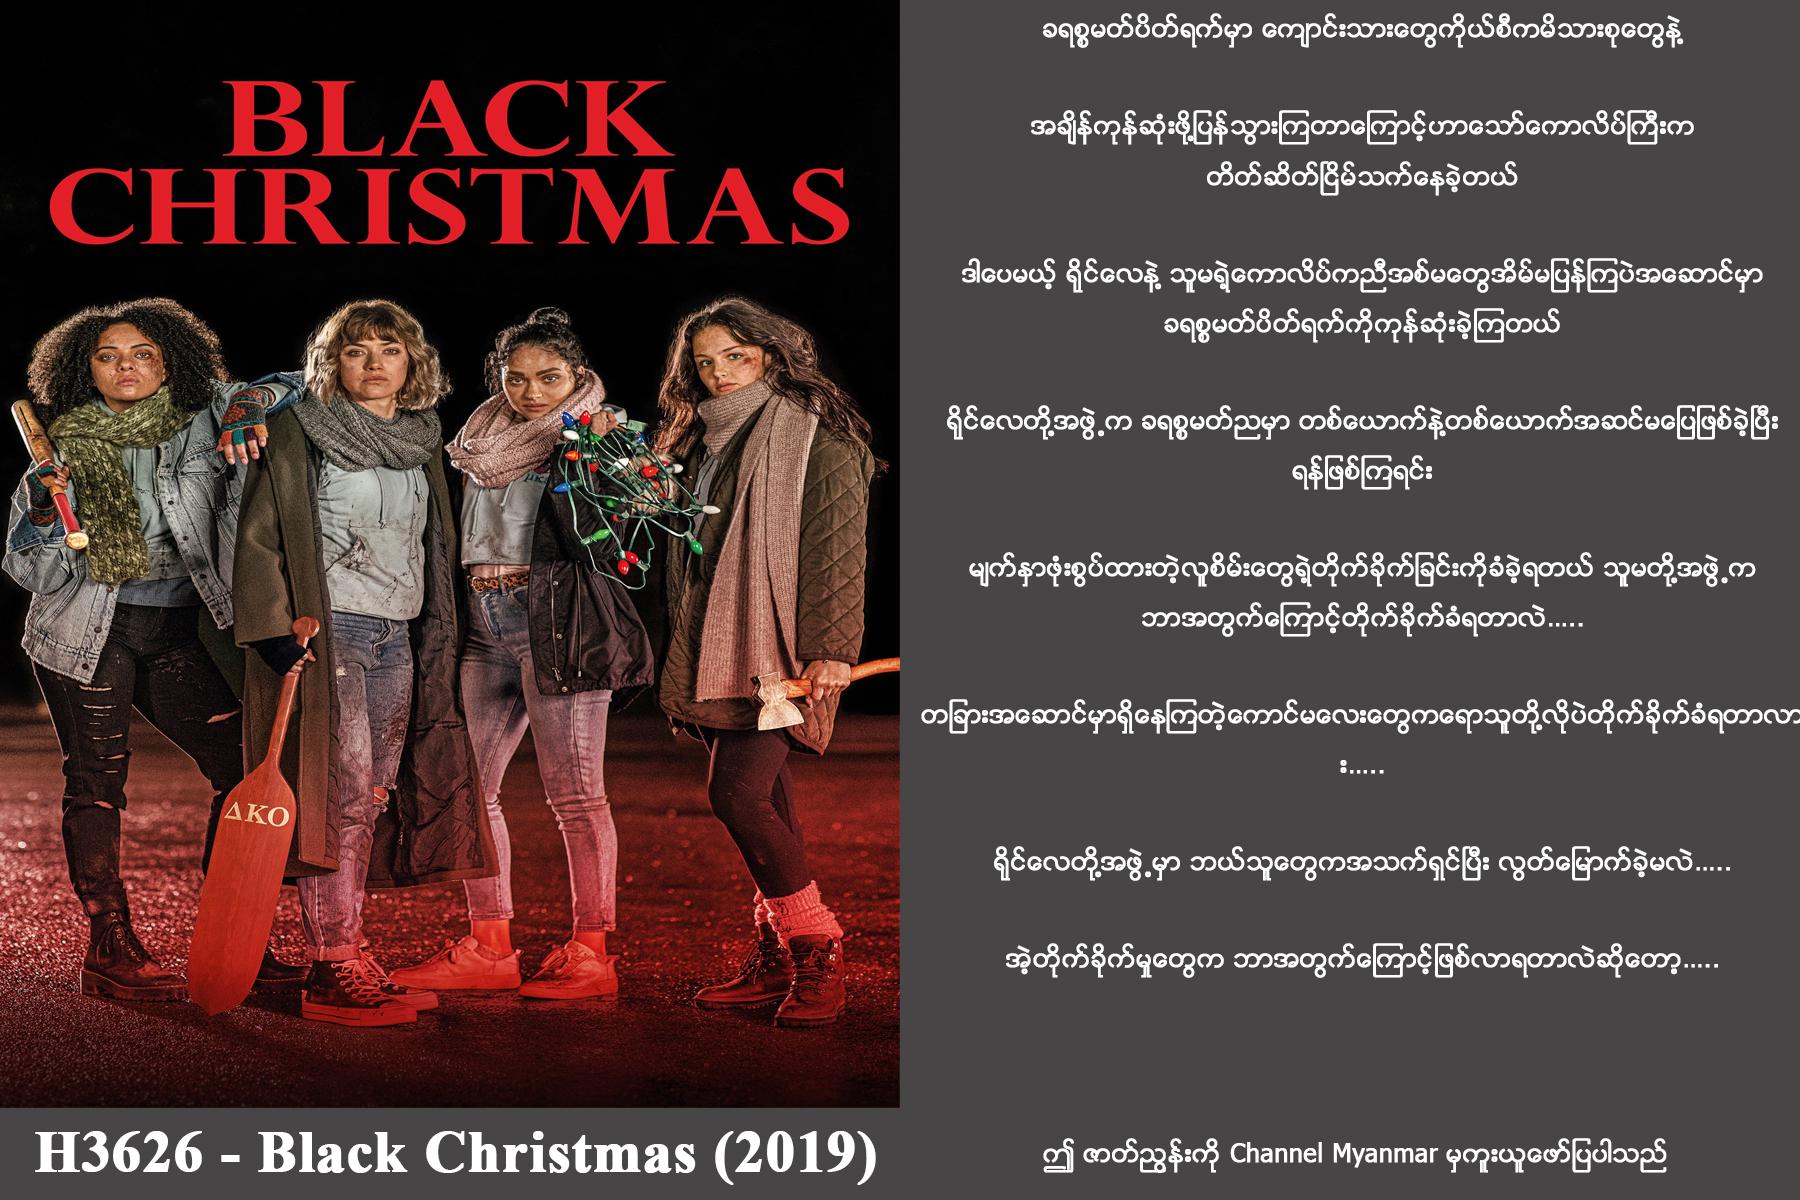 BLACK
CHRISTMAS
ΔKO
H3626 - Black Christmas (2019)
ခရစ္စမတ်ပိတ်ရက်မှာ ကျောင်းသားတွေကိုယ်စီကမိသားစုတွေနဲ့
အချိန်ကုန်ဆုံးဖို့ပြန်သွားကြတာကြောင့်ဟာသော်ကောလိပ်ကြီးက
တိတ်ဆိတ်ငြိမ်သက်နေခဲ့တယ်
ဒါပေမယ့် ရိုင်လေနဲ့ သူမရဲ့ကောလိပ်ကညီအစ်မတွေအိမ်မပြန်ကြပဲအဆောင်မှာ
ခရစ္စမတ်ပိတ်ရက်ကိုကုန်ဆုံးခဲ့ကြတယ်
ရိုင်လေတို့အဖွဲ့က ခရစ္စမတ်ညမှာ တစ်ယောက်နဲ့တစ်ယောက်အဆင်မပြေဖြစ်ခဲ့ပြီး
ရန်ဖြစ်ကြရင်း
မျက်နှာဖုံးစွပ်ထားတဲ့လူစိမ်းတွေရဲ့တိုက်ခိုက်ခြင်းကိုခံခဲ့ရတယ် သူမတို့အဖွဲ့က
ဘာအတွက်ကြောင့်တိုက်ခိုက်ခံရတာလဲ.....
တခြားအဆောင်မှာရှိနေကြတဲ့ကောင်မလေးတွေကရောသူတို့လိုပဲတိုက်ခိုက်ခံရတာလာ
း.....
ရိုင်လေတို့အဖွဲ့မှာ ဘယ်သူတွေကအသက်ရှင်ပြီး လွတ်မြောက်ခဲ့မလဲ.....
အဲ့တိုက်ခိုက်မှုတွေက ဘာအတွက်ကြောင့်ဖြစ်လာရတာလဲဆိုတော့.....
ဤ ဇာတ်ညွှန်းကို Channel Myanmar မှကူးယူဖော်ပြပါသည်